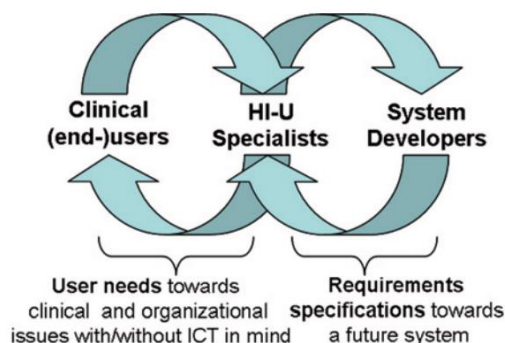 Clinical
(end-)users
HI-U
Specialists
System
Developers
User needs towards
clinical and organizational
issues with/without ICT in mind
Requirements
specifications towards
a future system